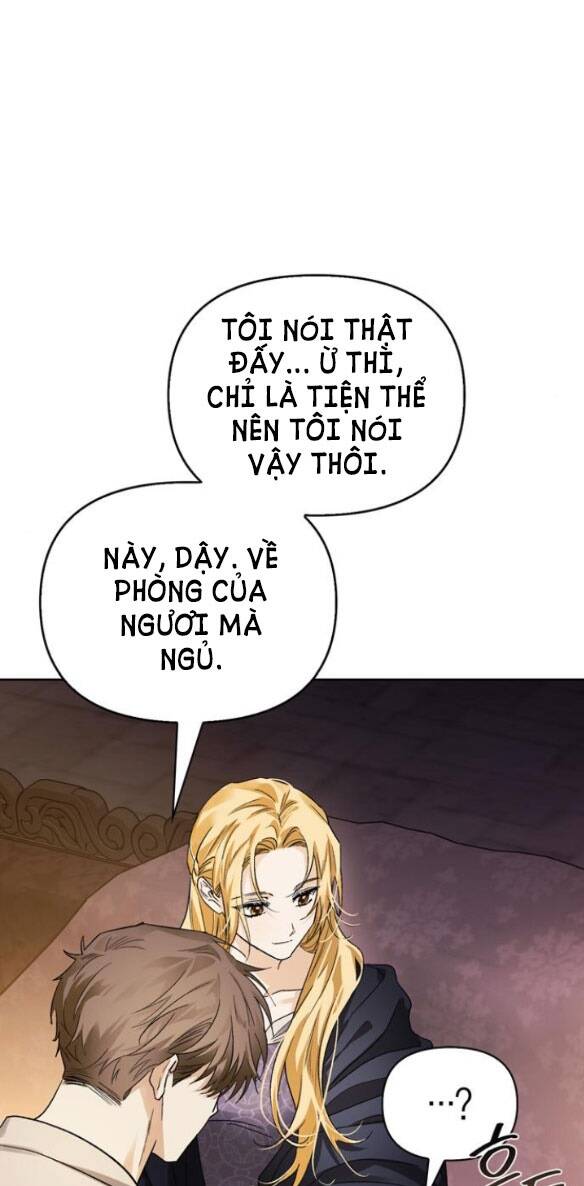 TÔI NÓI THẬT
ĐẤY... Ừ THÌ,
CHỈ LÀ TIỆN THỂ
NÊN TÔI NÓI
VẬY THÔI.
NÀY, DẬY. VỀ
PHÒNG CỦA
NGƯƠI MÀ
NGỦ.
...?